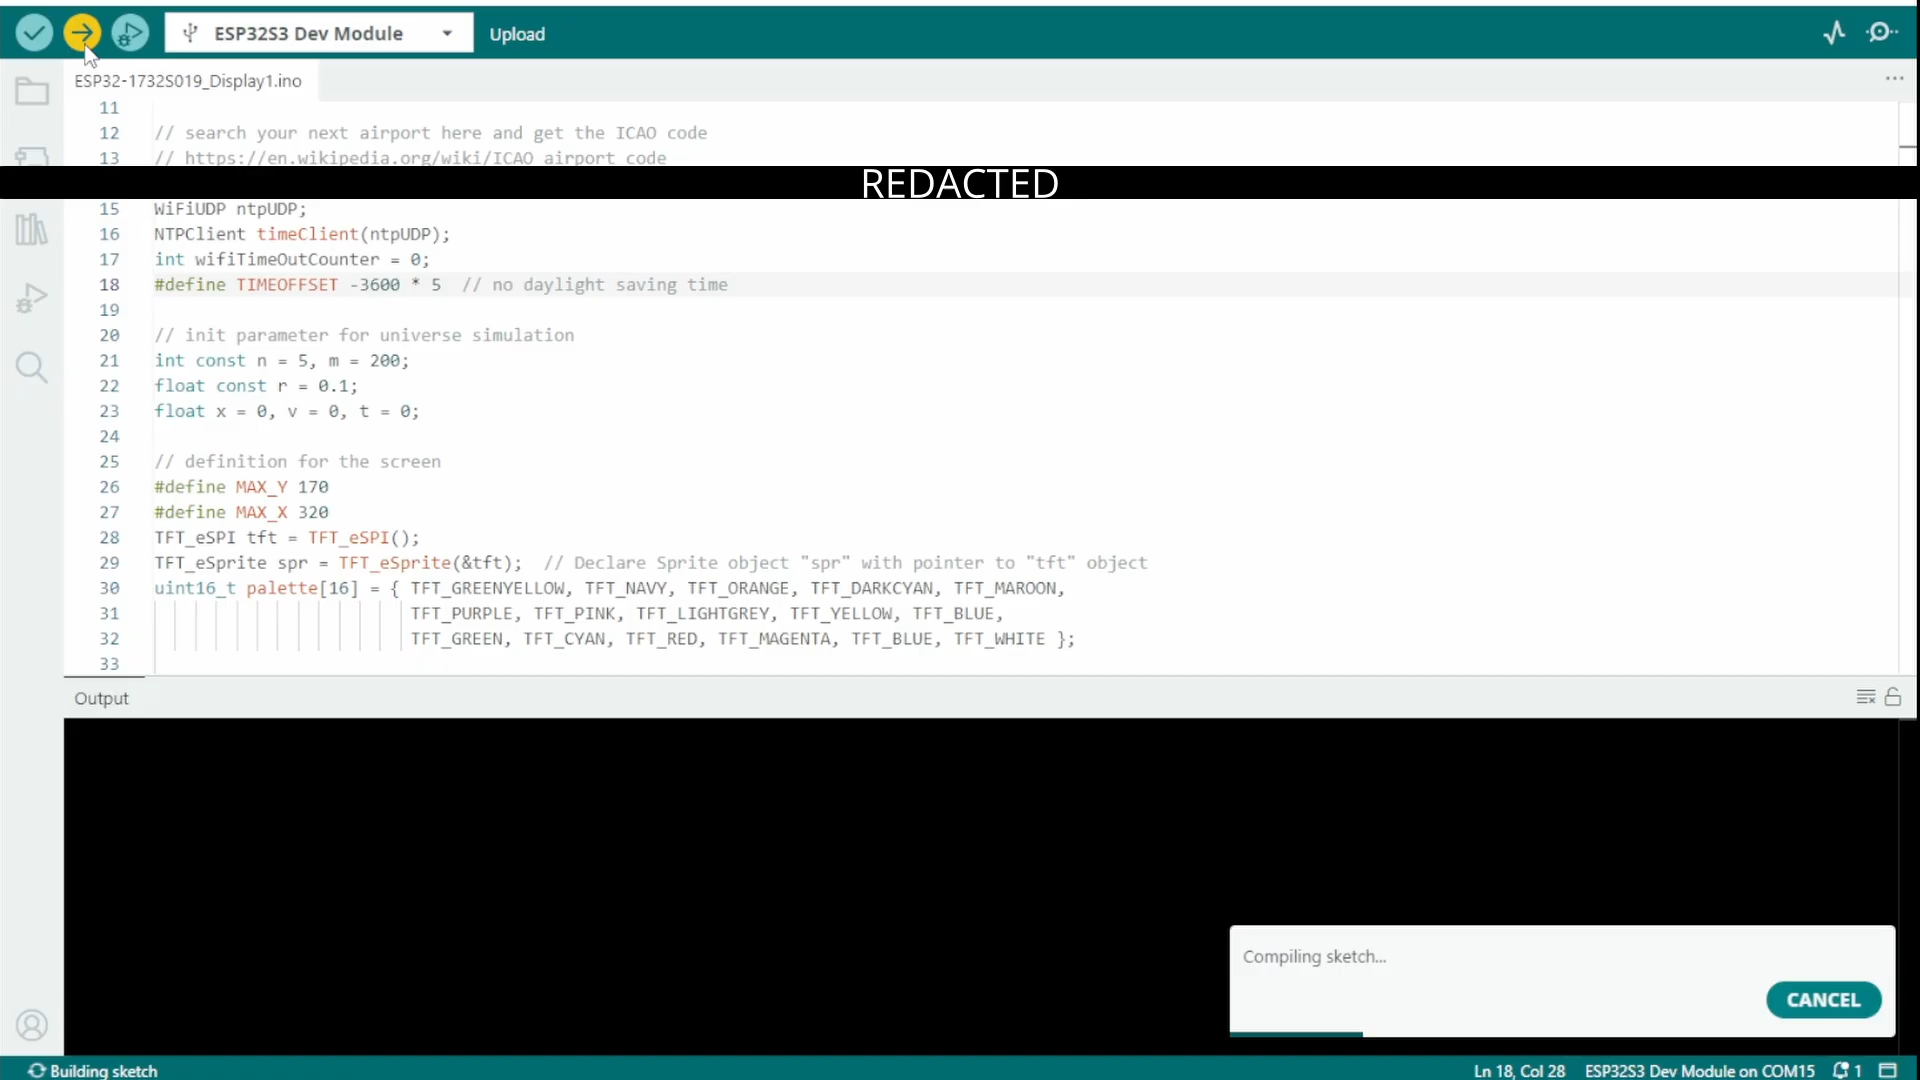 ESP32S3 Dev Module
Upload
ESP32-1732S019_Display1.ino
11
12 // search your next airport here and get the ICAO code
13 // https://en.wikipedia.org/wiki/ICAO_airport_code
REDACTED
15 WiFiUDP ntpUDP;
16 NTPClient timeClient(ntpUDP);
17 int wifiTimeOutCounter = 0;
18 #define TIMEOFFSET -3600 * 5  // no daylight saving time
19
20 // init parameter for universe simulation
21 int const n = 5, m = 200;
22 float const r = 0.1;
23 float x = 0, v = 0, t = 0;
24
25 // definition for the screen
26 #define MAX_Y 170
27 #define MAX_X 320
28 TFT_eSPI tft = TFT_eSPI();
29 TFT_eSprite spr = TFT_eSprite(&tft);  // Declare Sprite object "spr" with pointer to "tft" object
30 uint16_t palette[16] = { TFT_GREENYELLOW, TFT_NAVY, TFT_ORANGE, TFT_DARKCYAN, TFT_MAROON,
31 TFT_PURPLE, TFT_PINK, TFT_LIGHTGREY, TFT_YELLOW, TFT_BLUE,
32 TFT_GREEN, TFT_CYAN, TFT_RED, TFT_MAGENTA, TFT_BLUE, TFT_WHITE };
33
Output
Compiling sketch...
CANCEL
Building sketch
Ln 18, Col 28
ESP32S3 Dev Module on COM15
1